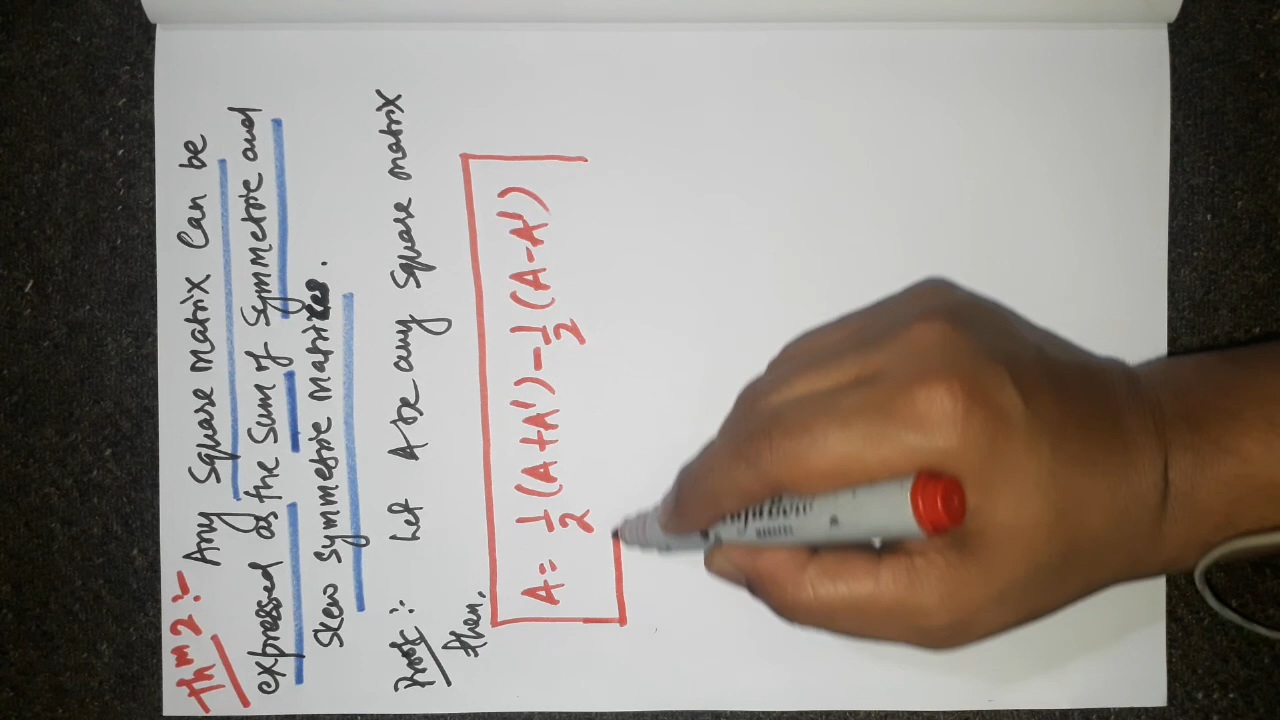 Thm 2:- Any Square matrix Can be
expressed as the Sum of Symmetric and
Skew Symmetric matrices.
Proof:- Let A be any Square matrix
then,
A = 1/2 (A+A') - 1/2 (A-A')